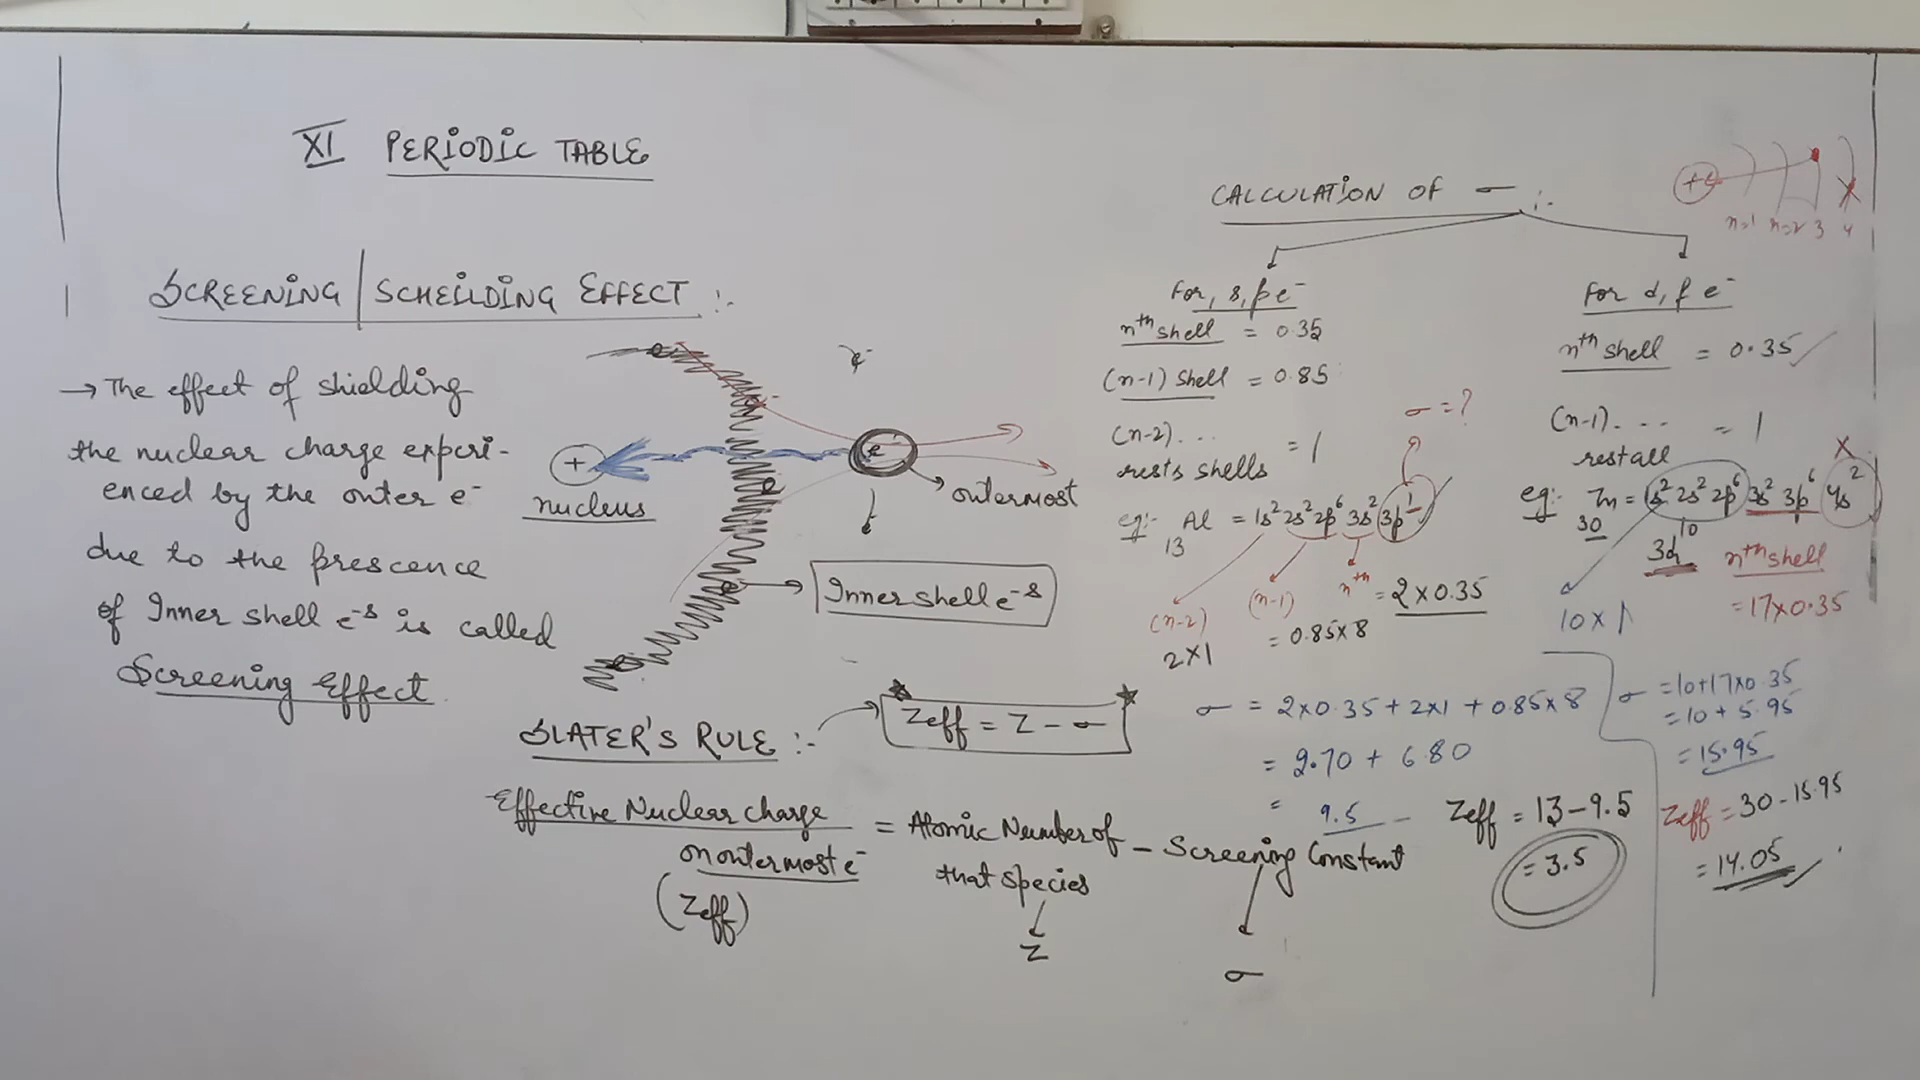 XI PERIODIC TABLE
SCREENING / SCHEILDING EFFECT :-
→ The effect of shielding
the nuclear charge experi-
enced by the outer e⁻
due to the prescence
of Inner shell e⁻s is called
Screening Effect.
e⁻
e
e⁻
e
e
e
e
+
nucleus
outermost
Inner shell e⁻s
SLATER'S RULE :-
Zeff = Z - σ
Effective Nuclear charge
on outermost e⁻
(Zeff)
= Atomic Number of
that species
- Screening Constant
Z
σ
CALCULATION OF σ :-
For, s, p e⁻
nᵗʰ shell = 0.35
(n-1) shell = 0.85
(n-2)...
rests shells = 1
σ = ?
eg:- ₁₃Al = 1s² 2s² 2p⁶ 3s² 3p¹
(n-2)
2×1
(n-1)
= 0.85×8
nᵗʰ = 2×0.35
σ = 2×0.35 + 2×1 + 0.85×8
= 2.70 + 6.80
= 9.5
Zeff = 13 - 9.5
= 3.5
+
n=1 n=2 3 4
For d, f e⁻
nᵗʰ shell = 0.35
(n-1)....
rest all = 1
X
eg:- Zn = 1s² 2s² 2p⁶ 3s² 3p⁶ 4s²
30
3d¹⁰
nᵗʰ shell
= 17×0.35
10×1
σ = 10+17×0.35
= 10 + 5.95
= 15.95
Zeff = 30 - 15.95
= 14.05